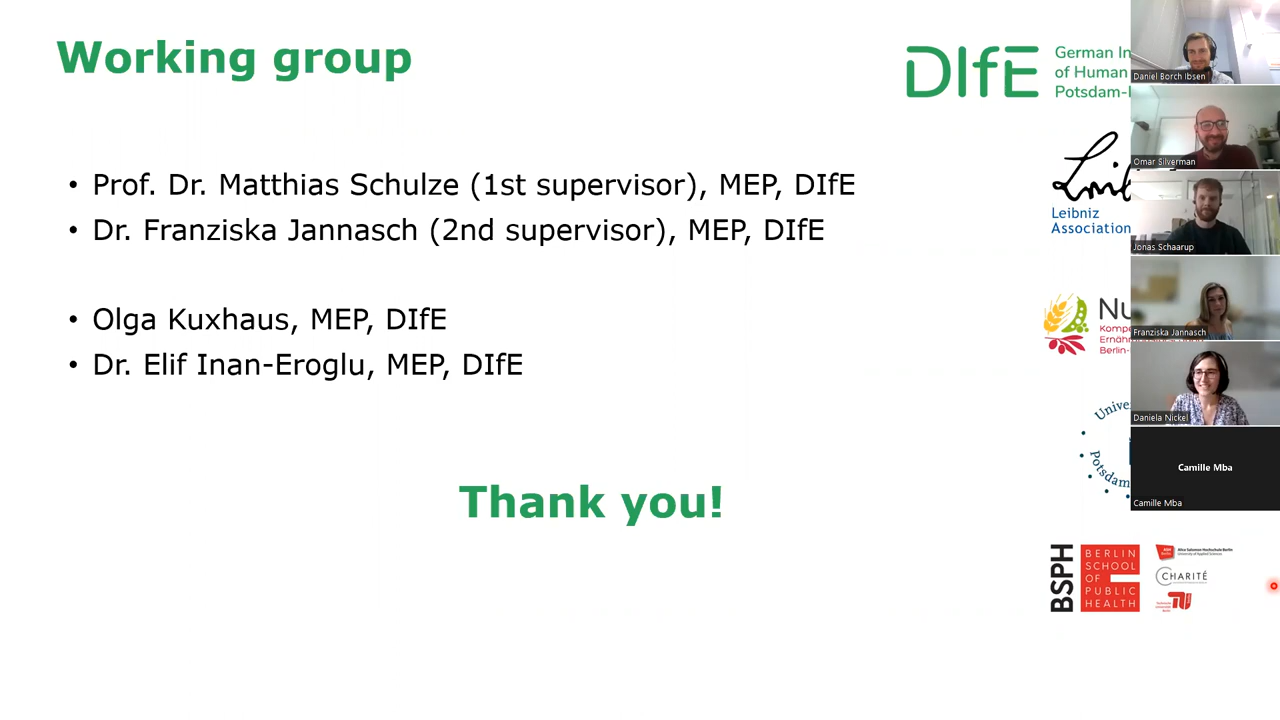 Working group
DIfE
German In
of Human
Potsdam-
• Prof. Dr. Matthias Schulze (1st supervisor), MEP, DIfE
• Dr. Franziska Jannasch (2nd supervisor), MEP, DIfE
• Olga Kuxhaus, MEP, DIfE
• Dr. Elif Inan-Eroglu, MEP, DIfE
Thank you!
Leibniz
Association
Nu
Kompe
Ernäh
Berlin-
Univer
Potsdam
BSPH
BERLIN
SCHOOL
OF
PUBLIC
HEALTH
Alice Salomon Hochschule Berlin
University of Applied Sciences
CHARITÉ
Daniel Borch Ibsen
Omar Silverman
Jonas Schaarup
Franziska Jannasch
Daniela Nickel
Camille Mba
Camille Mba